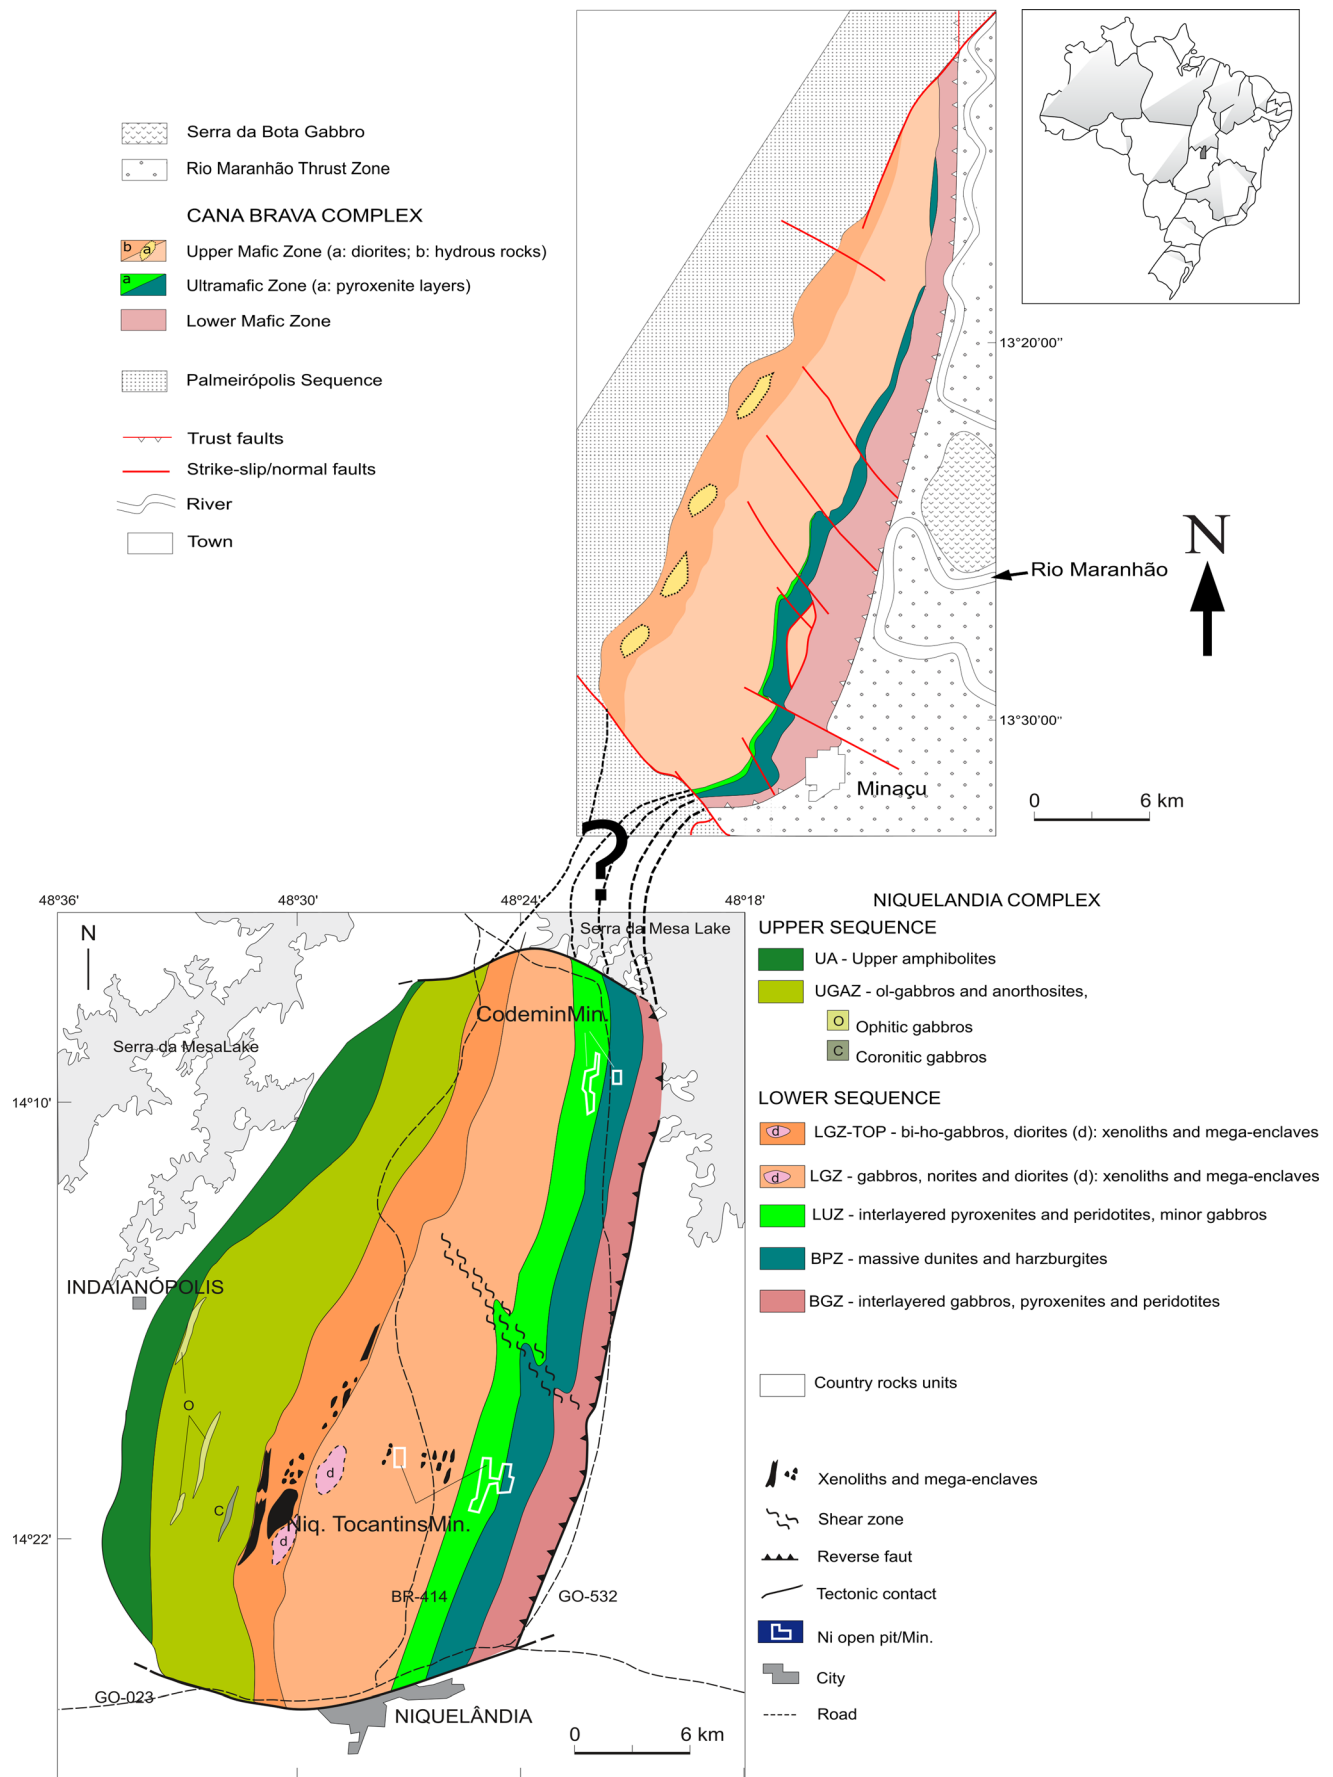 Serra da Bota Gabbro
Rio Maranhão Thrust Zone
CANA BRAVA COMPLEX
b a
Upper Mafic Zone (a: diorites; b: hydrous rocks)
a
Ultramafic Zone (a: pyroxenite layers)
Lower Mafic Zone
Palmeirópolis Sequence
Trust faults
Strike-slip/normal faults
River
Town
13°20'00''
N
Rio Maranhão
13°30'00''
Minaçu
0 6 km
?
48°36' 48°30' 48°24' 48°18'
N
Serra da Mesa Lake
CodeminMin.
Serra da MesaLake
14°10'
INDAIANÓPOLIS
O
d
C
Niq. TocantinsMin.
d
14°22'
BR-414
GO-532
GO-023
NIQUELÂNDIA
0 6 km
NIQUELANDIA COMPLEX
UPPER SEQUENCE
UA - Upper amphibolites
UGAZ - ol-gabbros and anorthosites,
O Ophitic gabbros
C Coronitic gabbros
LOWER SEQUENCE
d LGZ-TOP - bi-ho-gabbros, diorites (d): xenoliths and mega-enclaves
d LGZ - gabbros, norites and diorites (d): xenoliths and mega-enclaves
LUZ - interlayered pyroxenites and peridotites, minor gabbros
BPZ - massive dunites and harzburgites
BGZ - interlayered gabbros, pyroxenites and peridotites
Country rocks units
Xenoliths and mega-enclaves
Shear zone
Reverse faut
Tectonic contact
Ni open pit/Min.
City
Road